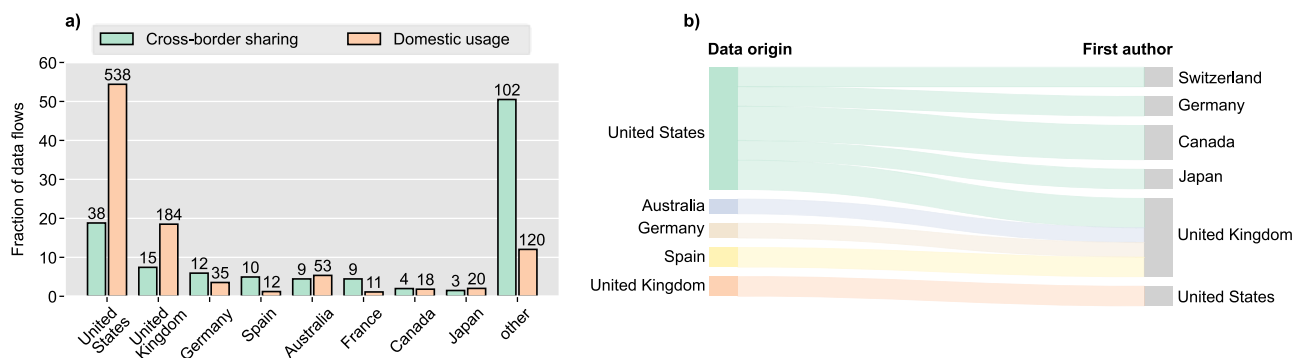 a)
Cross-border sharing
Domestic usage
Fraction of data flows
60
50
40
30
20
10
0
38
538
15
184
12
35
10
12
9
53
9
11
4
18
3
20
102
120
United
States
United
Kingdom
Germany
Spain
Australia
France
Canada
Japan
other
b)
Data origin
First author
United States
Australia
Germany
Spain
United Kingdom
Switzerland
Germany
Canada
Japan
United Kingdom
United States